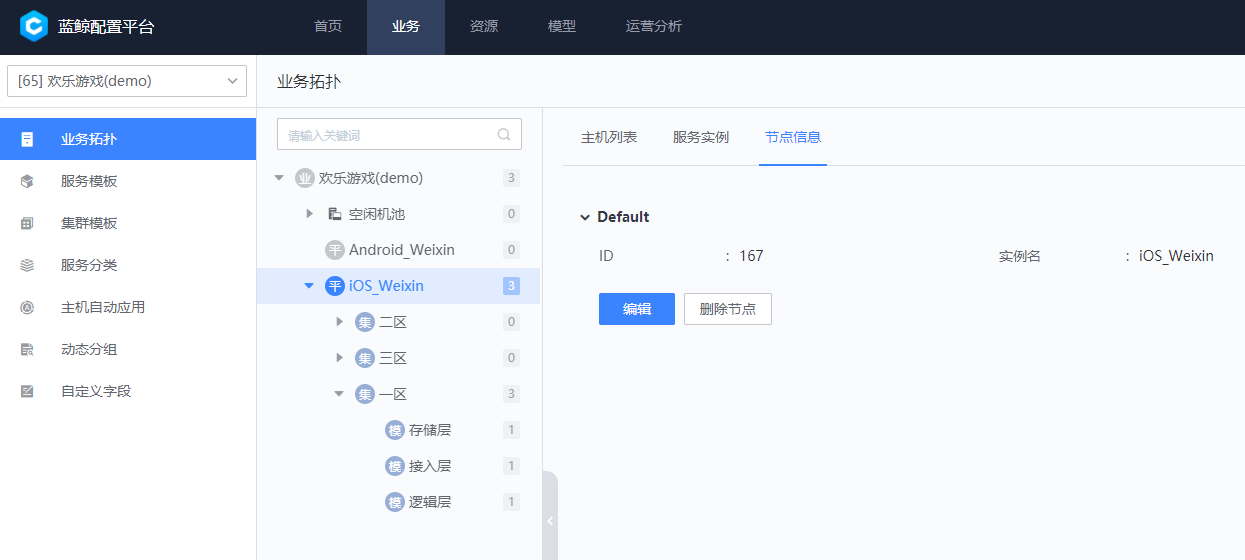 蓝鲸配置平台
首页 业务 资源 模型 运营分析
[65] 欢乐游戏(demo)
业务拓扑
服务模板
集群模板
服务分类
主机自动应用
动态分组
自定义字段
业务拓扑
请输入关键词
业 欢乐游戏(demo) 3
空闲机池 0
平 Android_Weixin 0
平 iOS_Weixin 3
集 二区 0
集 三区 0
集 一区 3
模 存储层 1
模 接入层 1
模 逻辑层 1
主机列表 服务实例 节点信息
Default
ID : 167 实例名 : iOS_Weixin
编辑 删除节点